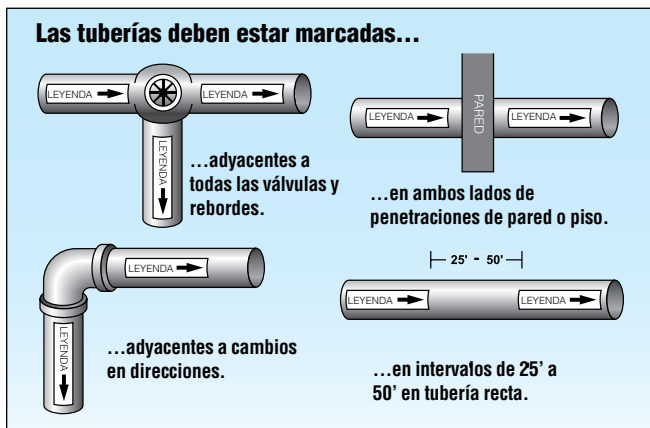 Las tuberías deben estar marcadas...
LEYENDA
LEYENDA
LEYENDA
...adyacentes a
todas las válvulas y
rebordes.
LEYENDA
PARED
LEYENDA
...en ambos lados de
penetraciones de pared o piso.
LEYENDA
LEYENDA
...adyacentes a cambios
en direcciones.
25' - 50'
LEYENDA
LEYENDA
...en intervalos de 25' a
50' en tubería recta.